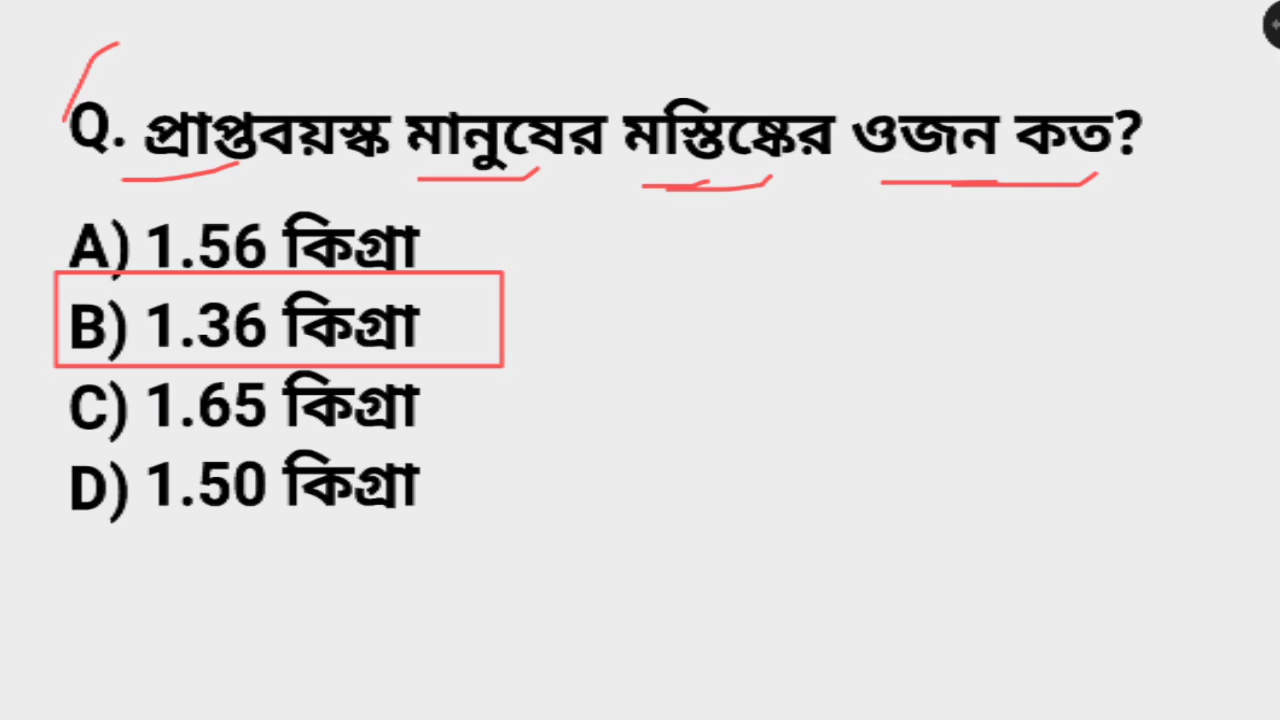 Q. প্রাপ্তবয়স্ক মানুষের মস্তিষ্কের ওজন কত?
A) 1.56 কিগ্রা
B) 1.36 কিগ্রা
C) 1.65 কিগ্রা
D) 1.50 কিগ্রা